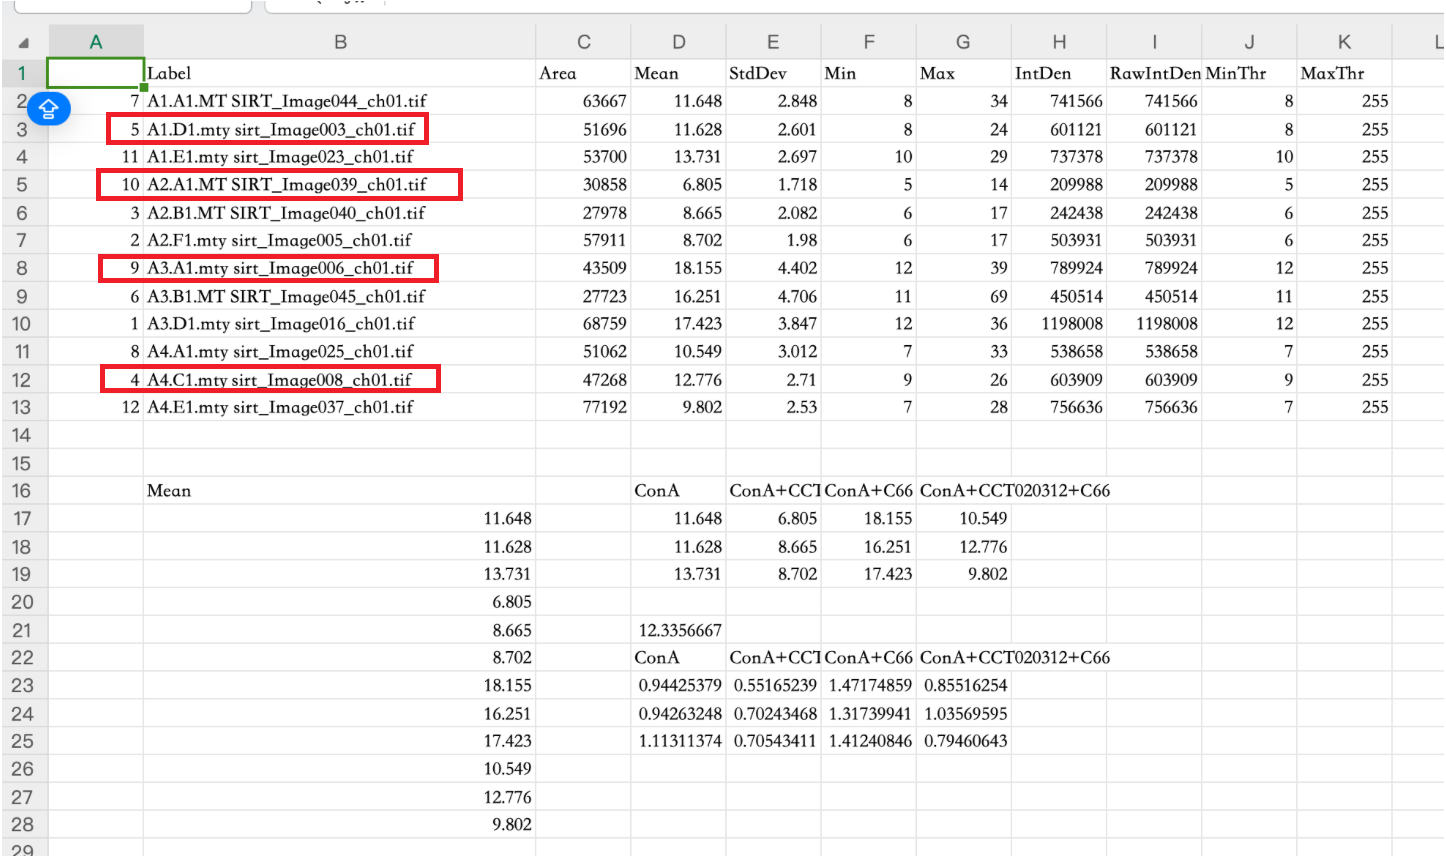 A B C D E F G H I J K L
1 Label Area Mean StdDev Min Max IntDen RawIntDen MinThr MaxThr
2 7 A1.A1.MT SIRT_Image044_ch01.tif 63667 11.648 2.848 8 34 741566 741566 8 255
3 5 A1.D1.mty sirt_Image003_ch01.tif 51696 11.628 2.601 8 24 601121 601121 8 255
4 11 A1.E1.mty sirt_Image023_ch01.tif 53700 13.731 2.697 10 29 737378 737378 10 255
5 10 A2.A1.MT SIRT_Image039_ch01.tif 30858 6.805 1.718 5 14 209988 209988 5 255
6 3 A2.B1.MT SIRT_Image040_ch01.tif 27978 8.665 2.082 6 17 242438 242438 6 255
7 2 A2.F1.mty sirt_Image005_ch01.tif 57911 8.702 1.98 6 17 503931 503931 6 255
8 9 A3.A1.mty sirt_Image006_ch01.tif 43509 18.155 4.402 12 39 789924 789924 12 255
9 6 A3.B1.MT SIRT_Image045_ch01.tif 27723 16.251 4.706 11 69 450514 450514 11 255
10 1 A3.D1.mty sirt_Image016_ch01.tif 68759 17.423 3.847 12 36 1198008 1198008 12 255
11 8 A4.A1.mty sirt_Image025_ch01.tif 51062 10.549 3.012 7 33 538658 538658 7 255
12 4 A4.C1.mty sirt_Image008_ch01.tif 47268 12.776 2.71 9 26 603909 603909 9 255
13 12 A4.E1.mty sirt_Image037_ch01.tif 77192 9.802 2.53 7 28 756636 756636 7 255
14
15
16 Mean ConA ConA+CCT ConA+C66 ConA+CCT020312+C66
17 11.648 11.648 6.805 18.155 10.549
18 11.628 11.628 8.665 16.251 12.776
19 13.731 13.731 8.702 17.423 9.802
20 6.805
21 8.665 12.3356667
22 8.702 ConA ConA+CCT ConA+C66 ConA+CCT020312+C66
23 18.155 0.94425379 0.55165239 1.47174859 0.85516254
24 16.251 0.94263248 0.70243468 1.31739941 1.03569595
25 17.423 1.11311374 0.70543411 1.41240846 0.79460643
26 10.549
27 12.776
28 9.802
29